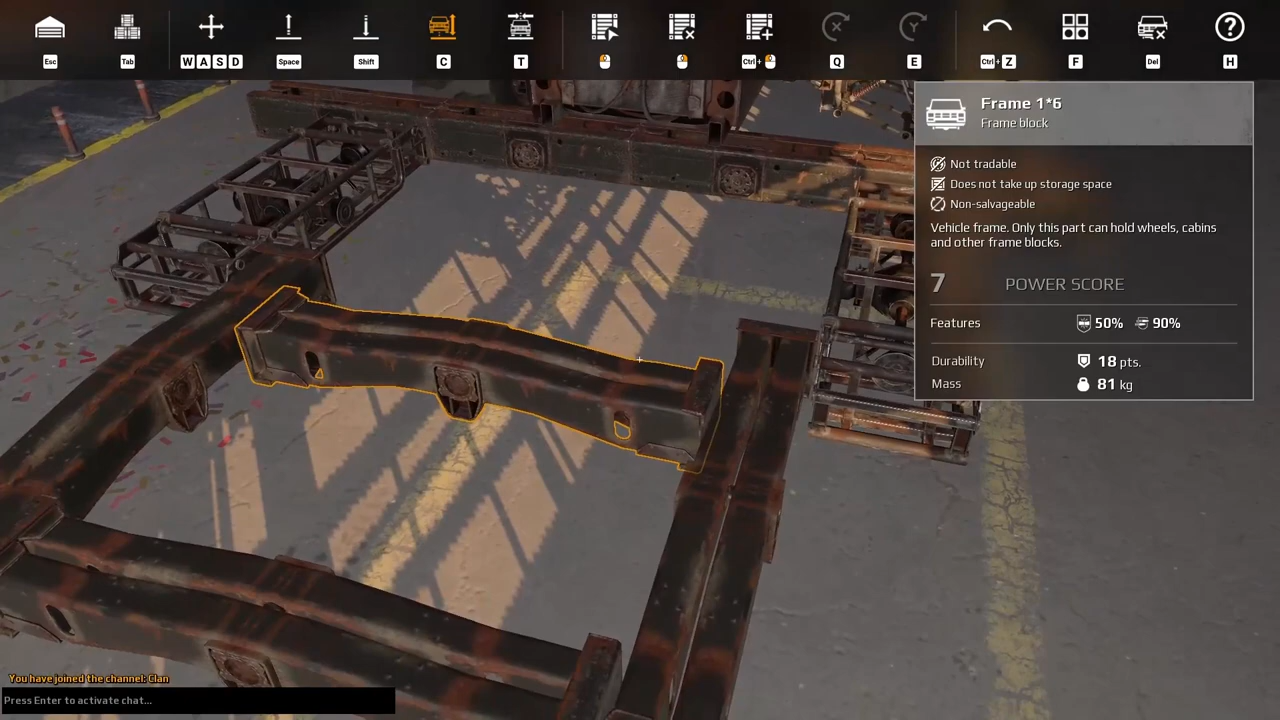 Esc
Tab
W A S D
Space
Shift
C
T
Ctrl +
Q
E
Ctrl + Z
F
Del
H
Frame 1*6
Frame block
Not tradable
Does not take up storage space
Non-salvageable
Vehicle frame. Only this part can hold wheels, cabins
and other frame blocks.
7 POWER SCORE
Features 50% 90%
Durability 18 pts.
Mass 81 kg
You have joined the channel: Clan
Press Enter to activate chat...